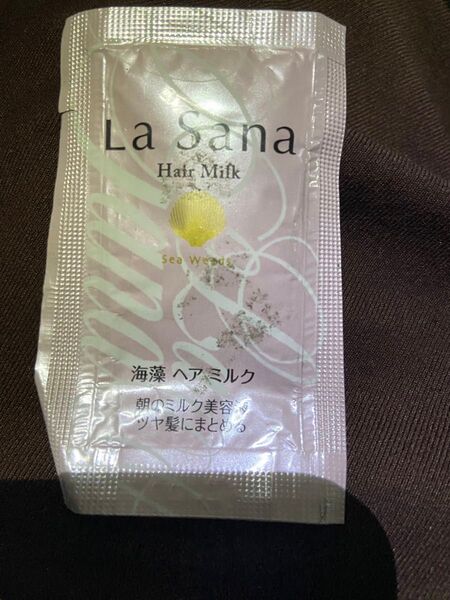 La Sana
Hair Milk
Sea Weeds
海藻 ヘア ミルク
朝のミルク美容液
ツヤ髪にまとめる